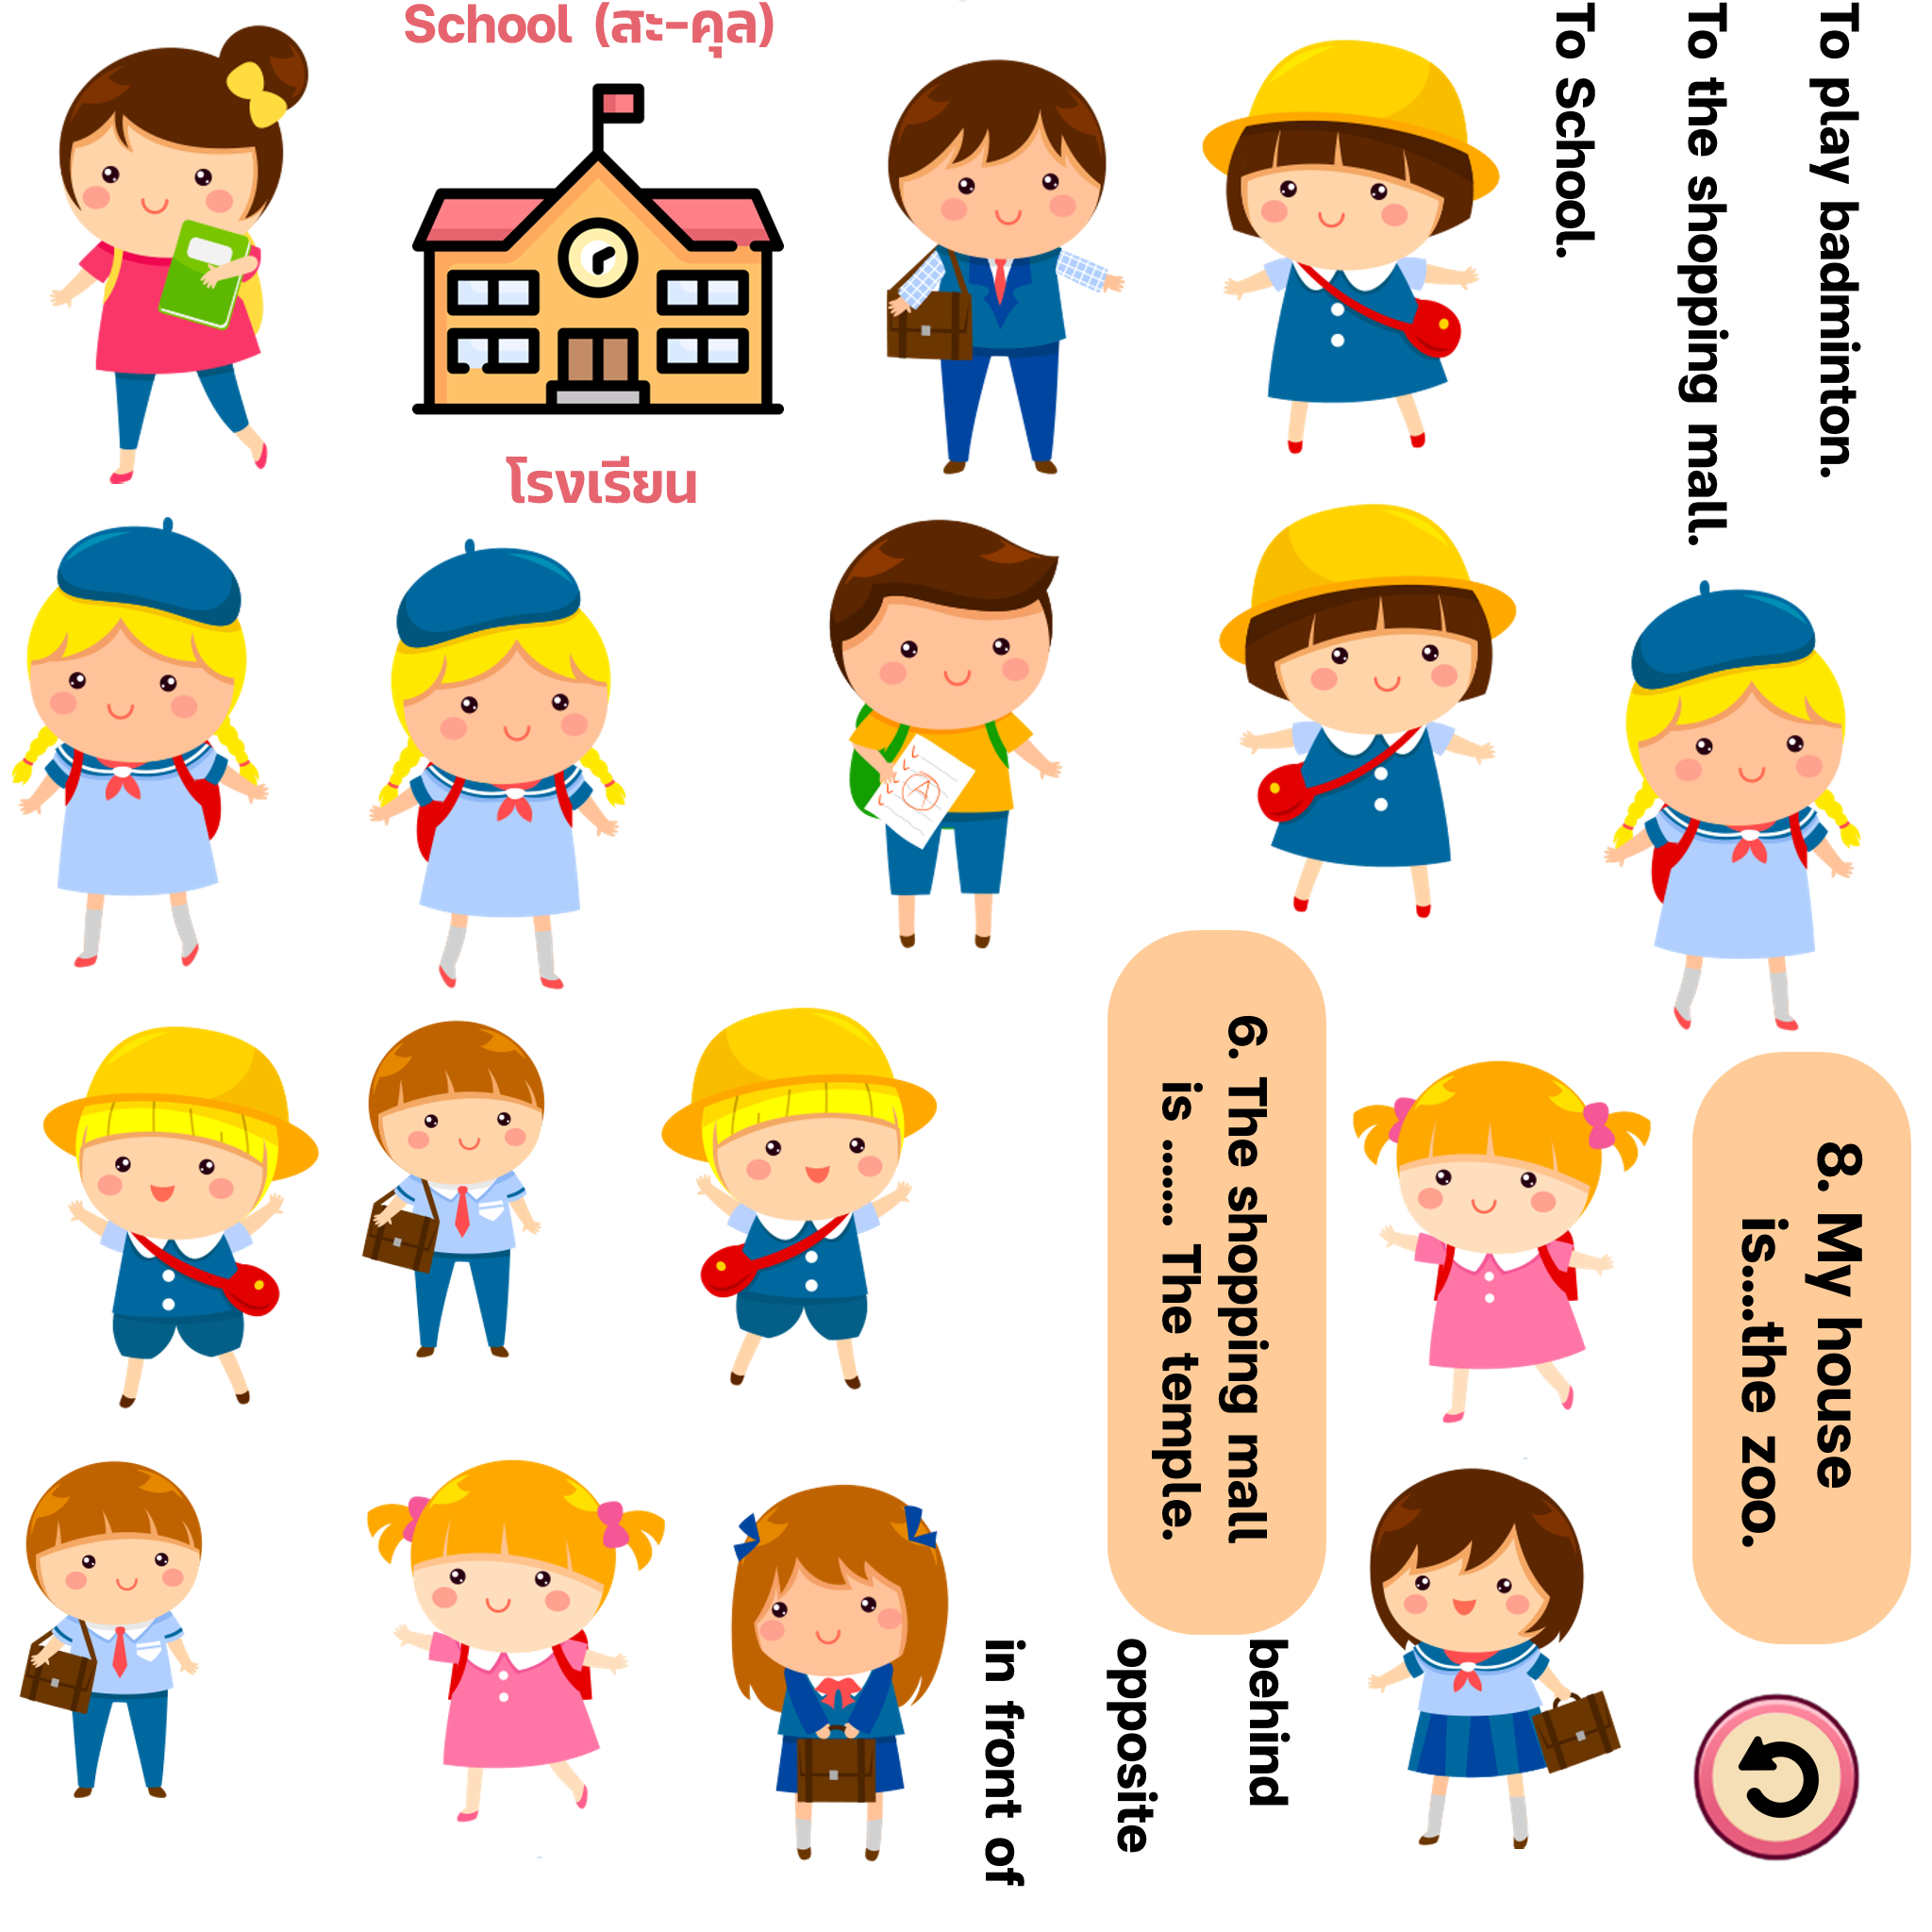 School (สะ-คุล)
โรงเรียน
To play badminton.
To the shopping mall.
To School.
6. The shopping mall
is ....... The temple.
8. My house
is.....the zoo.
behind
opposite
in front of
A